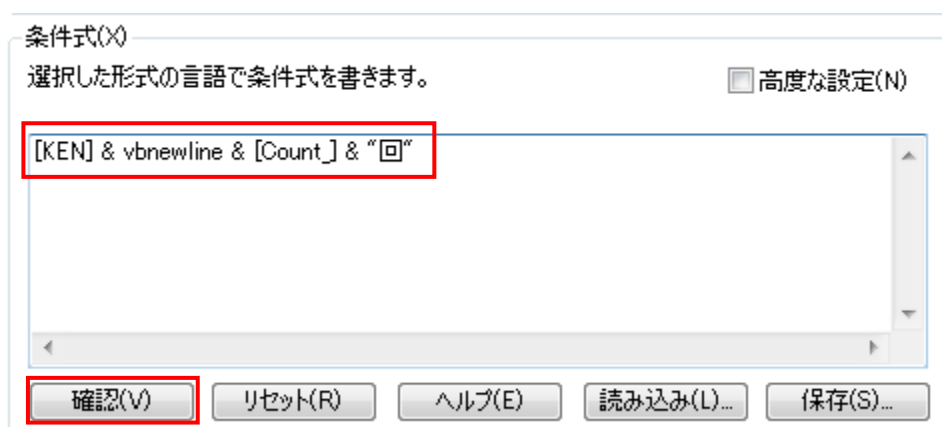 条件式(X)
選択した形式の言語で条件式を書きます。
高度な設定(N)
[KEN] & vbnewline & [Count_] & “回“
確認(V)
リセット(R)
ヘルプ(E)
読み込み(L)...
保存(S)...